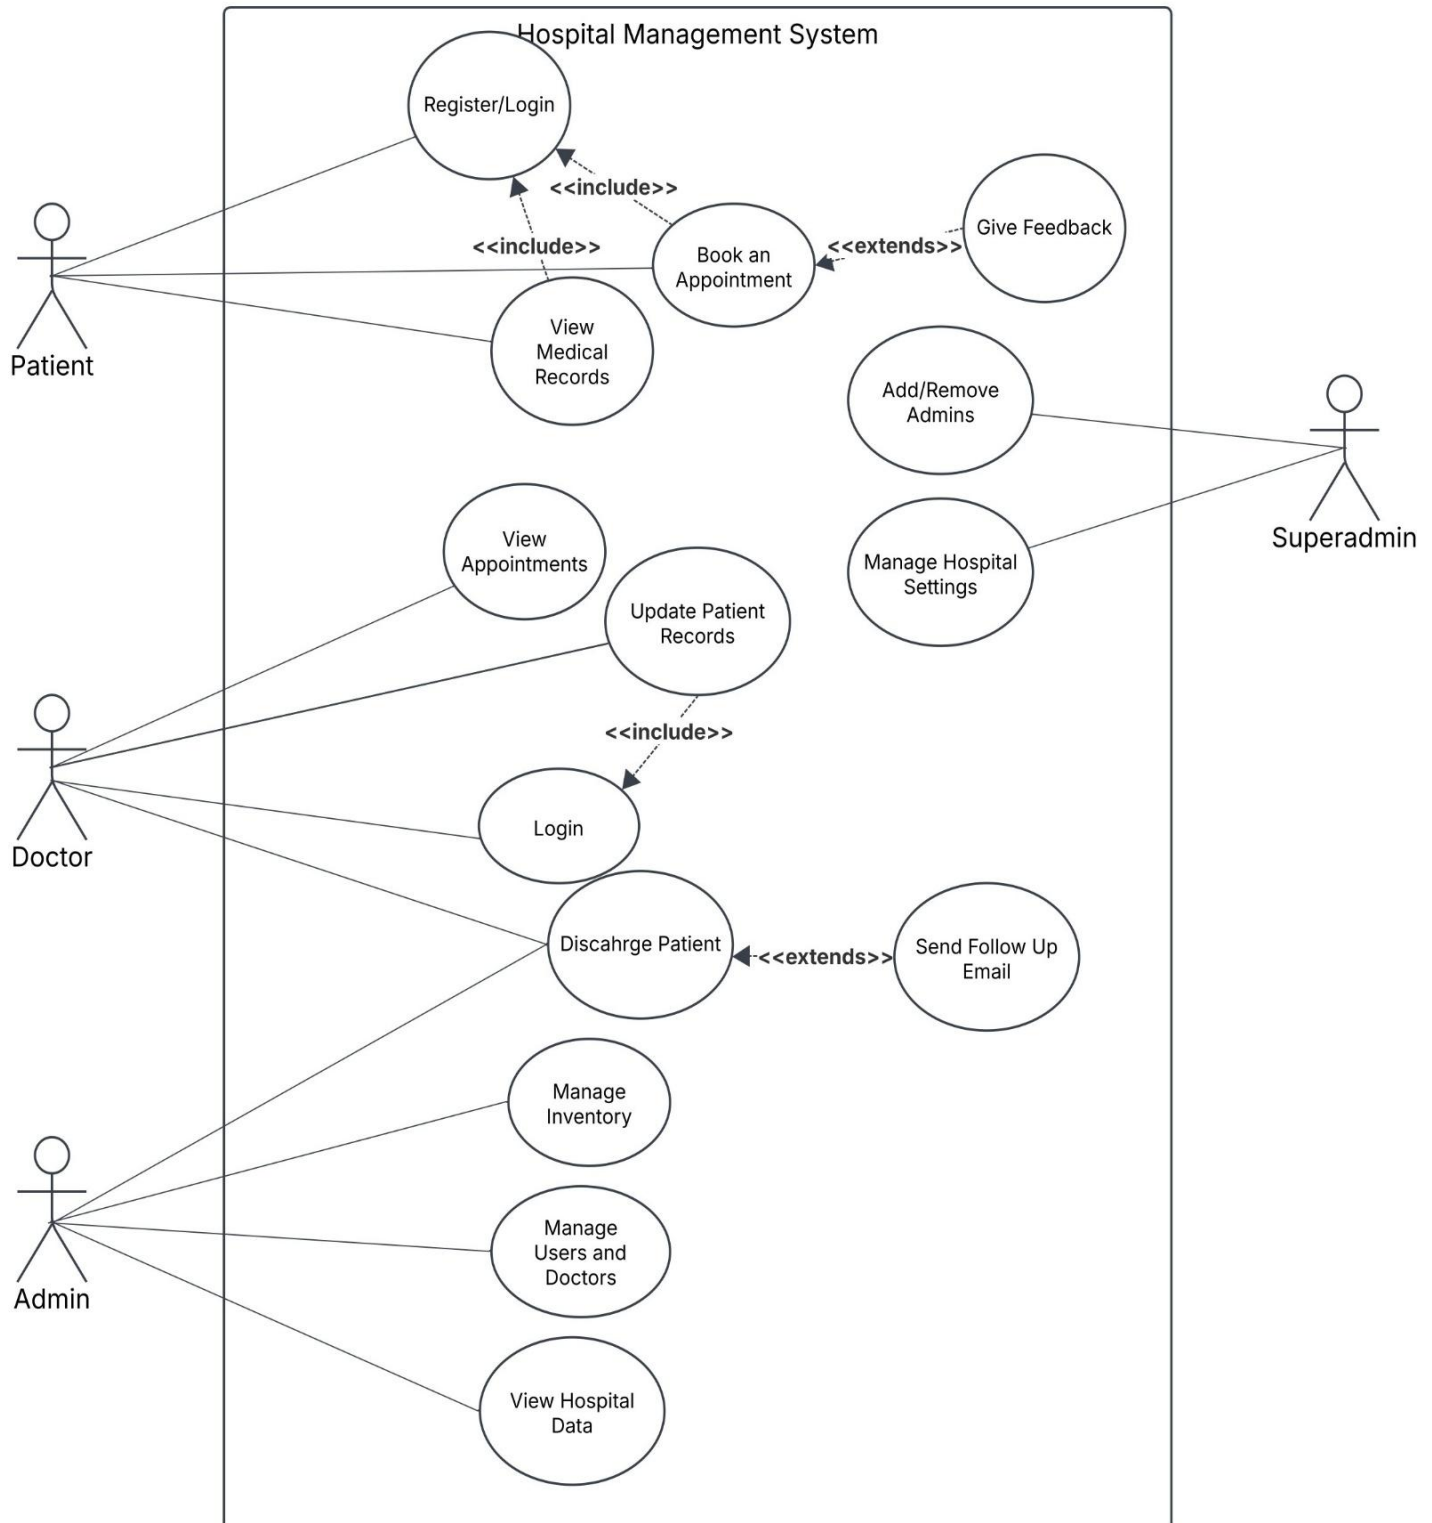 Hospital Management System
Register/Login
<<include>>
<<include>>
Book an
Appointment
<<extends>>
Give Feedback
View
Medical
Records
Patient
Add/Remove
Admins
Manage Hospital
Settings
Superadmin
View
Appointments
Update Patient
Records
<<include>>
Login
Doctor
Discahrge Patient
<<extends>>
Send Follow Up
Email
Manage
Inventory
Manage
Users and
Doctors
Admin
View Hospital
Data